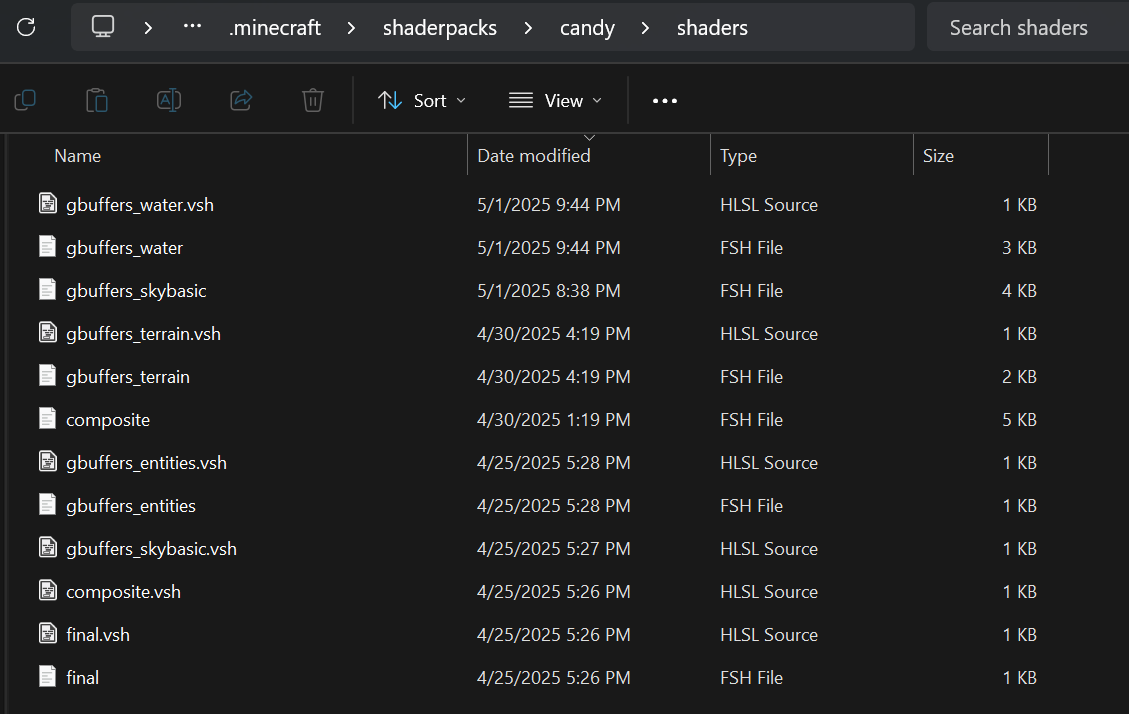 ··· .minecraft shaderpacks candy shaders Search shaders
Sort View ···
Name Date modified Type Size
gbuffers_water.vsh 5/1/2025 9:44 PM HLSL Source 1 KB
gbuffers_water 5/1/2025 9:44 PM FSH File 3 KB
gbuffers_skybasic 5/1/2025 8:38 PM FSH File 4 KB
gbuffers_terrain.vsh 4/30/2025 4:19 PM HLSL Source 1 KB
gbuffers_terrain 4/30/2025 4:19 PM FSH File 2 KB
composite 4/30/2025 1:19 PM FSH File 5 KB
gbuffers_entities.vsh 4/25/2025 5:28 PM HLSL Source 1 KB
gbuffers_entities 4/25/2025 5:28 PM FSH File 1 KB
gbuffers_skybasic.vsh 4/25/2025 5:27 PM HLSL Source 1 KB
composite.vsh 4/25/2025 5:26 PM HLSL Source 1 KB
final.vsh 4/25/2025 5:26 PM HLSL Source 1 KB
final 4/25/2025 5:26 PM FSH File 1 KB